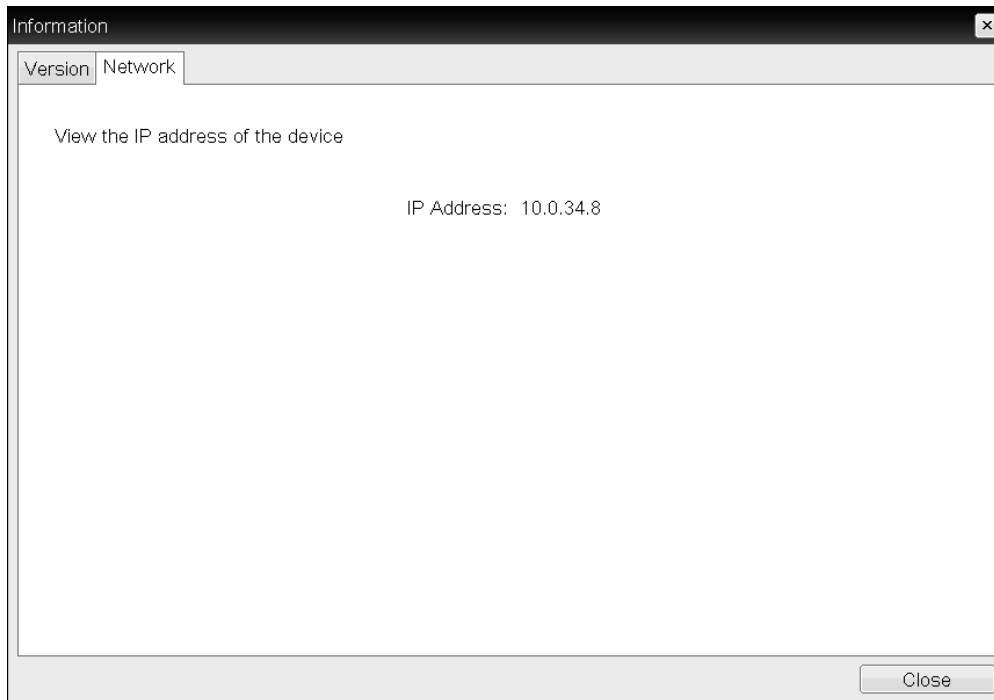 Information
Version Network
View the IP address of the device
IP Address: 10.0.34.8
Close